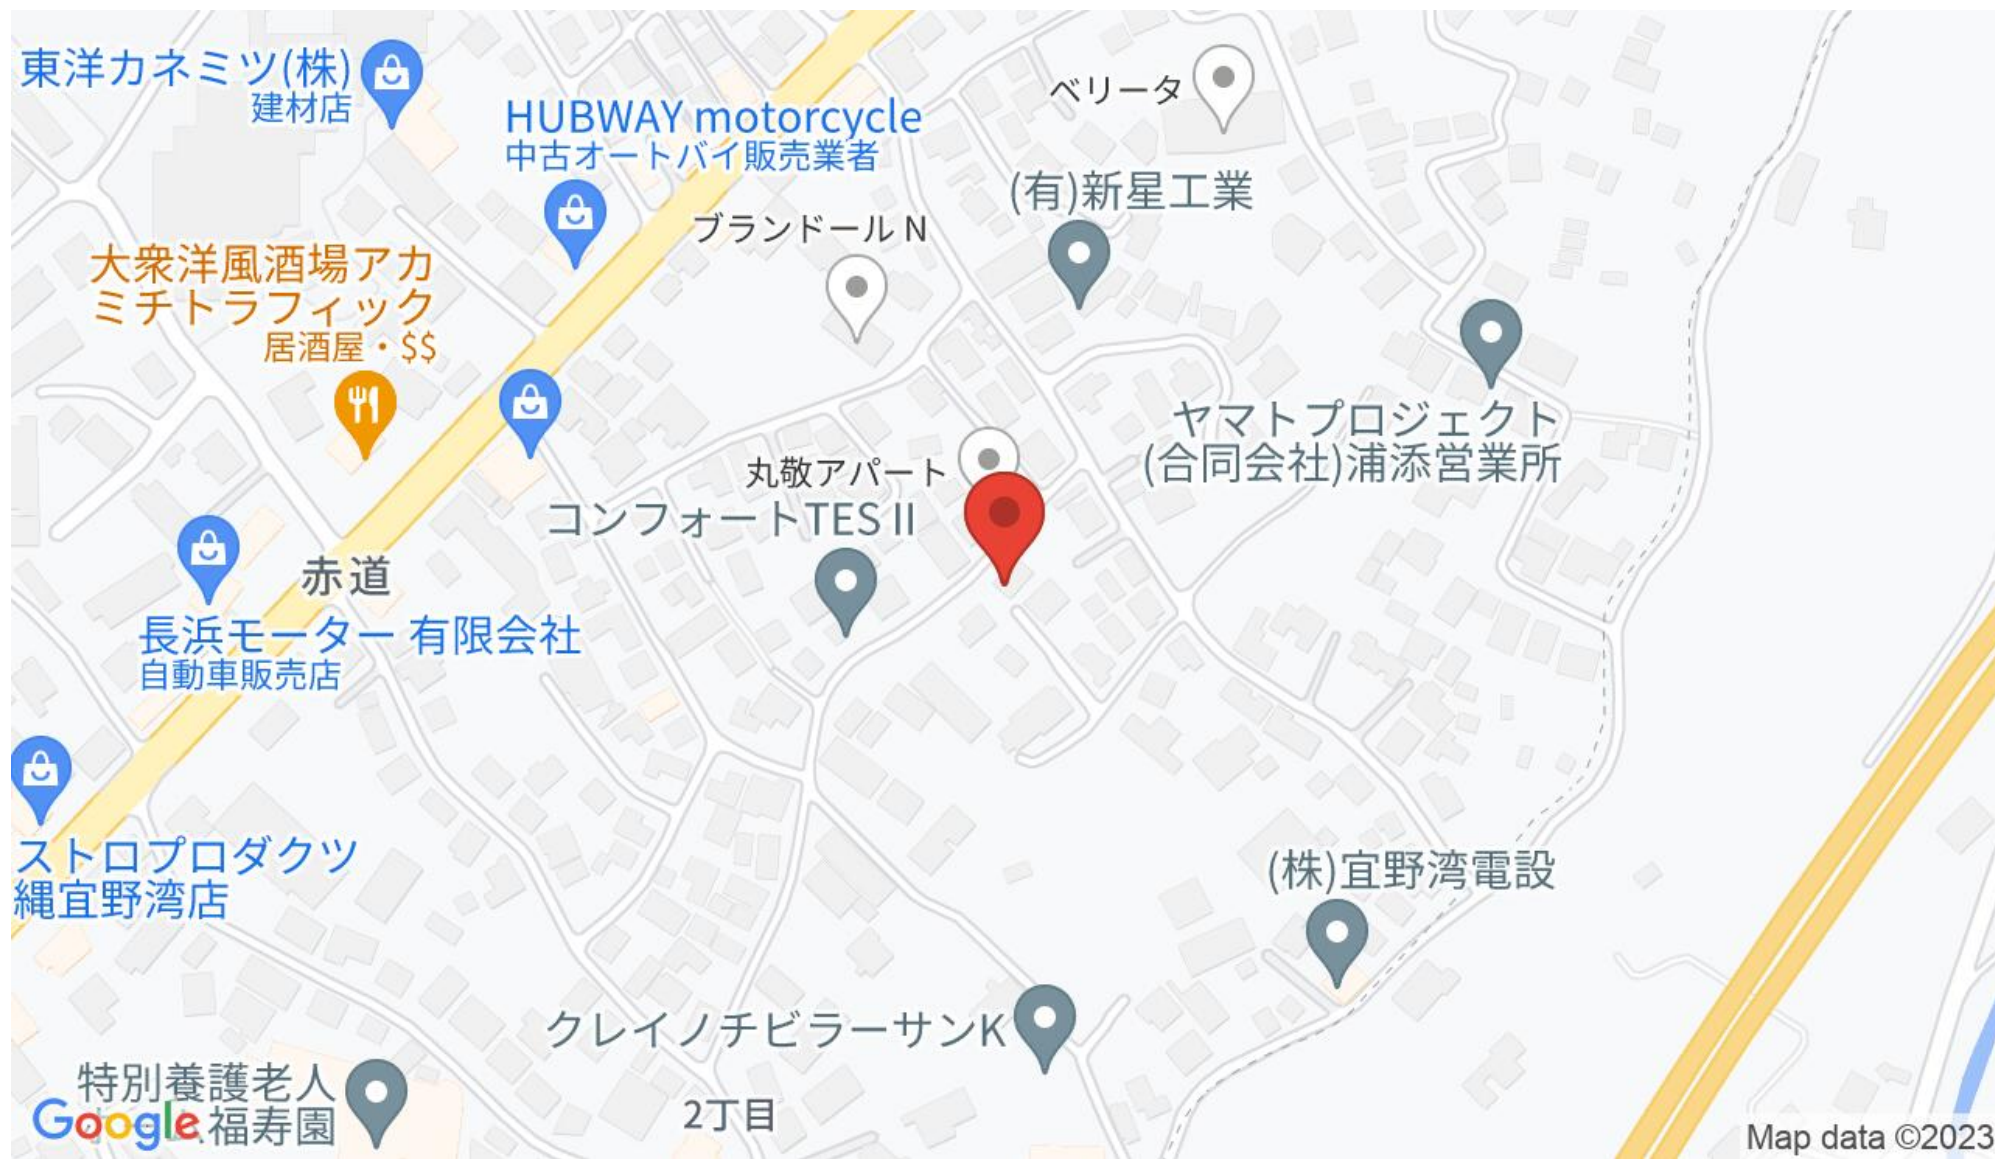 東洋カネミツ(株)
建材店
HUBWAY motorcycle
中古オートバイ販売業者
ベリータ
(有)新星工業
ブランドールN
大衆洋風酒場アカ
ミチトラフィック
居酒屋・$$
ヤマトプロジェクト
(合同会社)浦添営業所
丸敬アパート
コンフォートTES II
赤道
長浜モーター 有限会社
自動車販売店
ストロプロダクツ
縄宜野湾店
(株)宜野湾電設
クレイノチビラーサンK
特別養護老人
福寿園
Google
2丁目
Map data ©2023